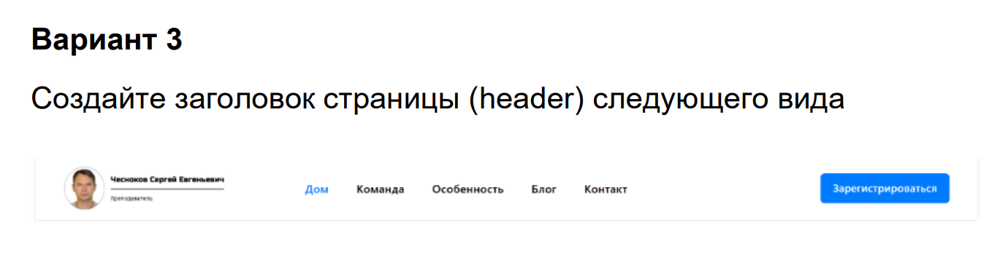 Вариант 3
Создайте заголовок страницы (header) следующего вида
Чесноков Сергей Евгеньевич
Преподаватель
Дом Команда Особенность Блог Контакт Зарегистрироваться